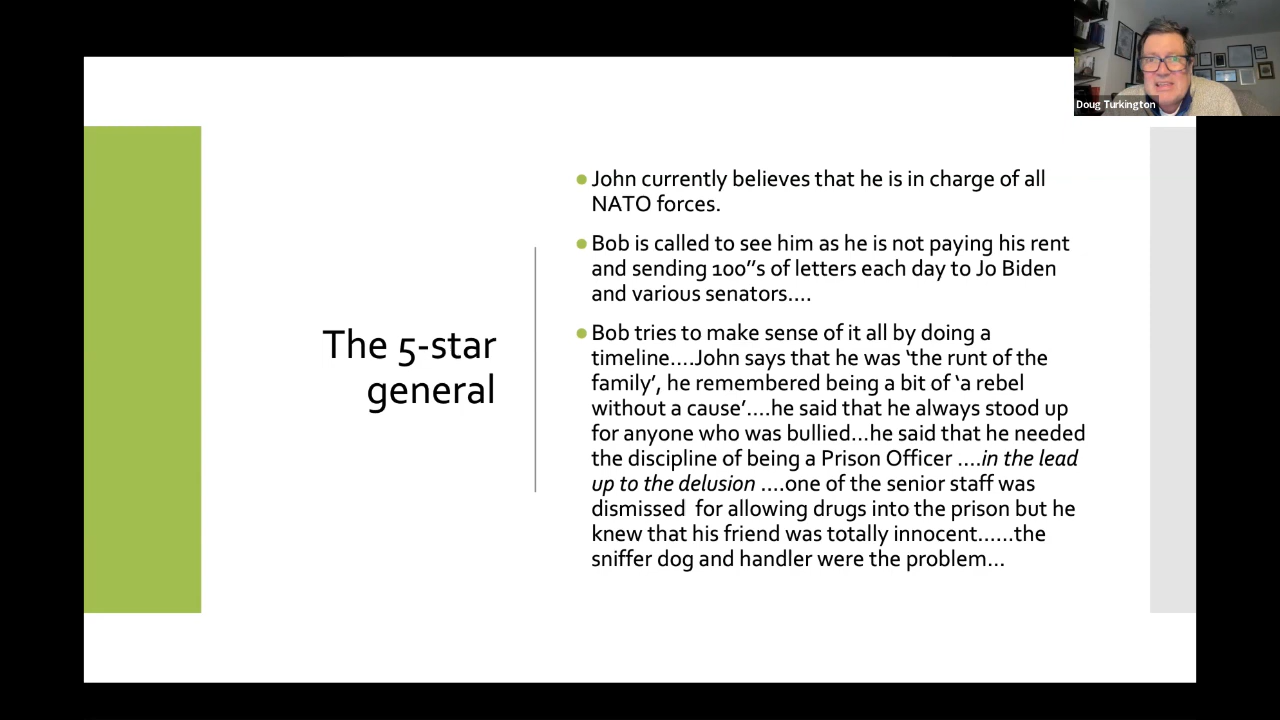 Doug Turkington
The 5-star
general
John currently believes that he is in charge of all
NATO forces.
Bob is called to see him as he is not paying his rent
and sending 100”s of letters each day to Jo Biden
and various senators....
Bob tries to make sense of it all by doing a
timeline....John says that he was ‘the runt of the
family’, he remembered being a bit of ‘a rebel
without a cause’....he said that he always stood up
for anyone who was bullied...he said that he needed
the discipline of being a Prison Officer ....in the lead
up to the delusion ....one of the senior staff was
dismissed  for allowing drugs into the prison but he
knew that his friend was totally innocent......the
sniffer dog and handler were the problem...